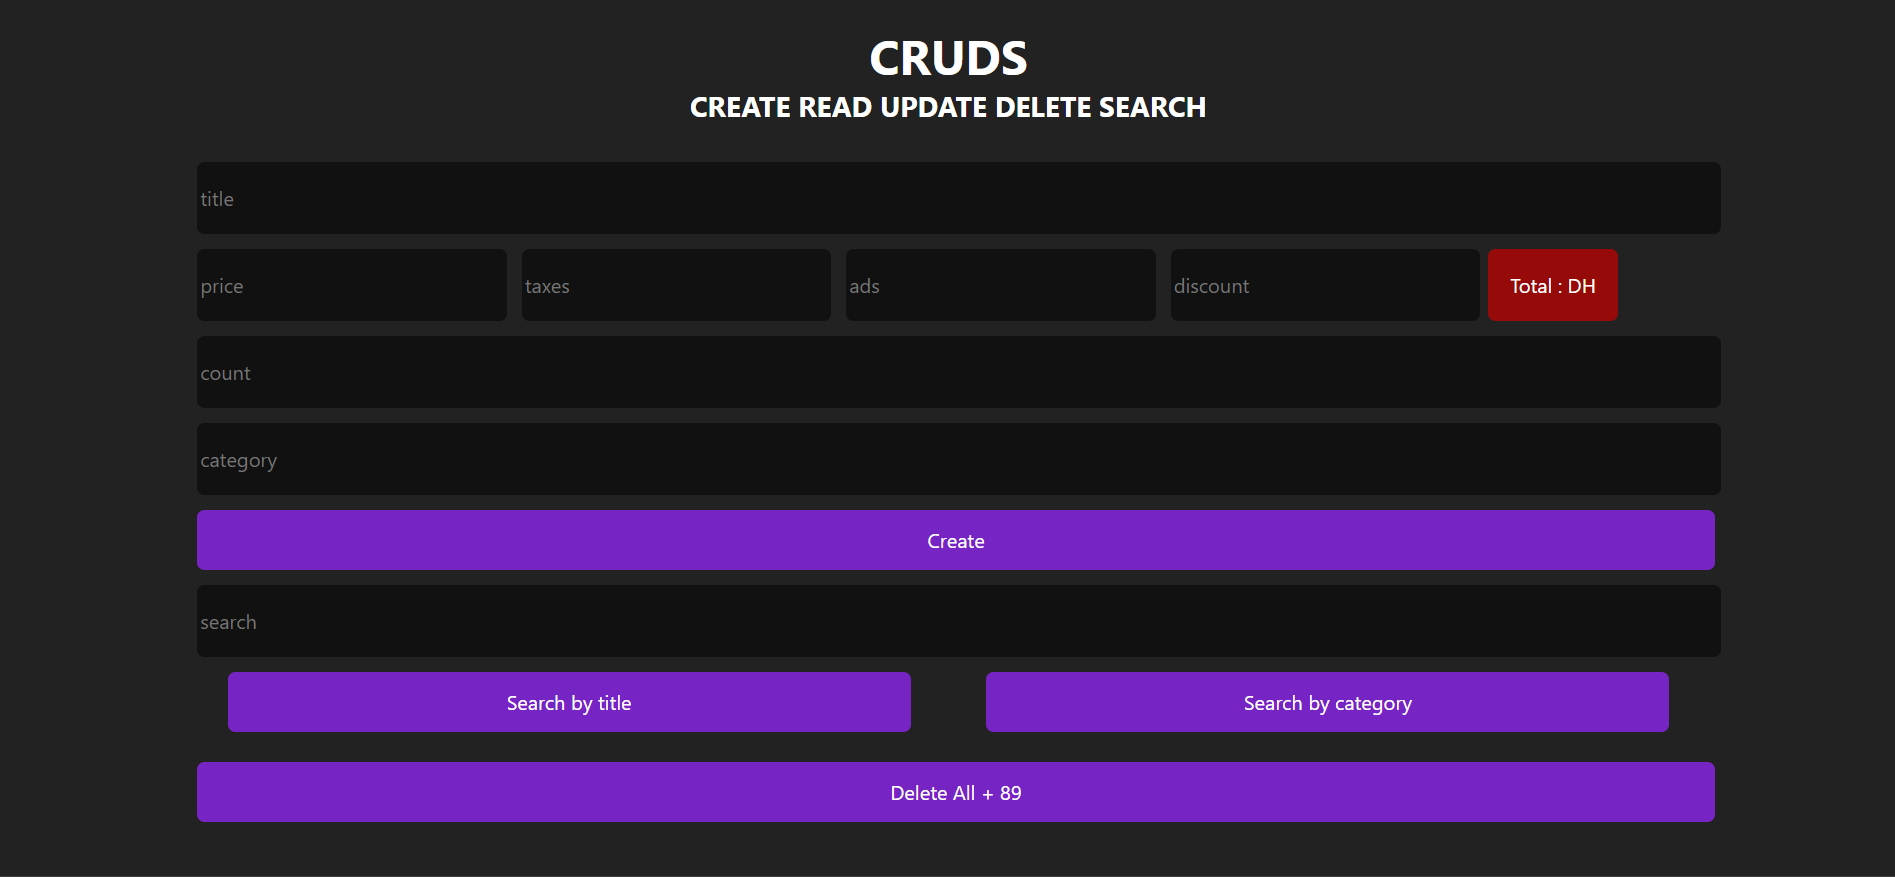 CRUDS
CREATE READ UPDATE DELETE SEARCH
title
price taxes ads discount Total : DH
count
category
Create
search
Search by title Search by category
Delete All + 89